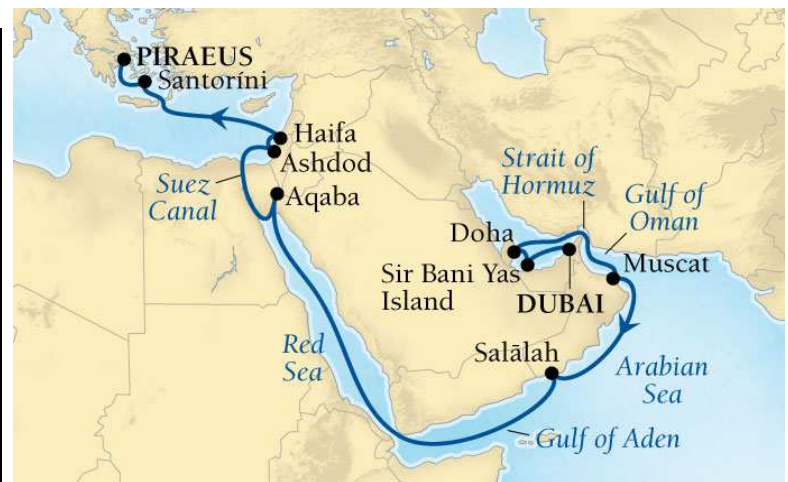 PIRAEUS
Santoríni
Haifa
Ashdod
Suez
Canal
Aqaba
Strait of
Hormuz
Gulf of
Oman
Doha
Sir Bani Yas
Island
DUBAI
Muscat
Red
Sea
Salālah
Arabian
Sea
Gulf of Aden